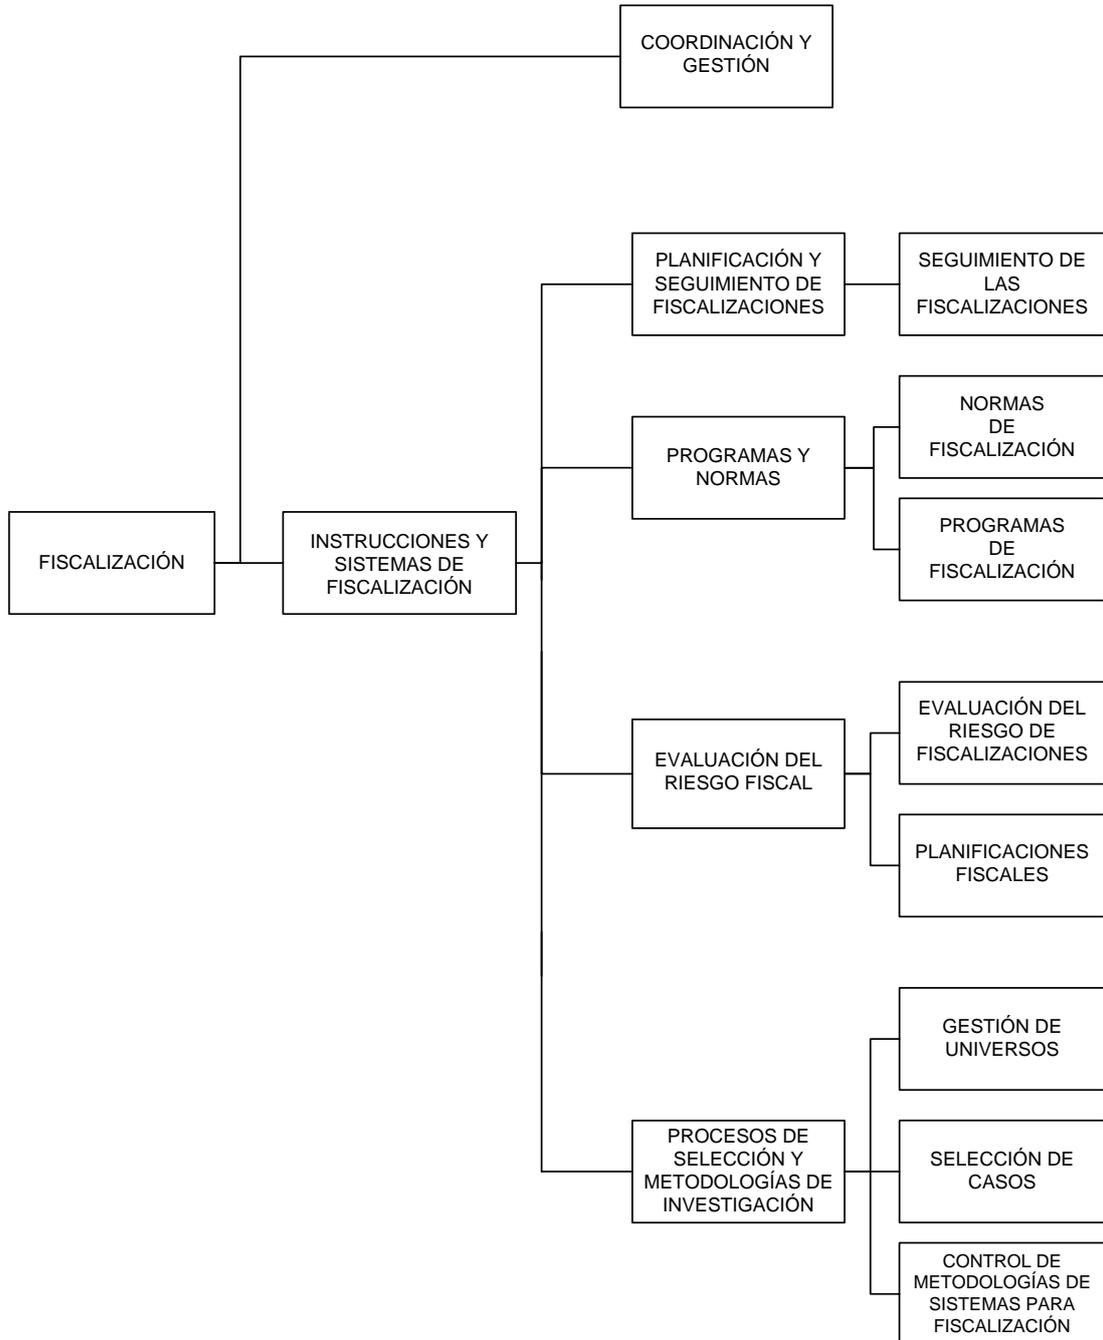 COORDINACIÓN Y
GESTIÓN
PLANIFICACIÓN Y
SEGUIMIENTO DE
FISCALIZACIONES
SEGUIMIENTO DE
LAS
FISCALIZACIONES
PROGRAMAS Y
NORMAS
NORMAS
DE
FISCALIZACIÓN
PROGRAMAS
DE
FISCALIZACIÓN
FISCALIZACIÓN
INSTRUCCIONES Y
SISTEMAS DE
FISCALIZACIÓN
EVALUACIÓN DEL
RIESGO FISCAL
EVALUACIÓN DEL
RIESGO DE
FISCALIZACIONES
PLANIFICACIONES
FISCALES
PROCESOS DE
SELECCIÓN Y
METODOLOGÍAS DE
INVESTIGACIÓN
GESTIÓN DE
UNIVERSOS
SELECCIÓN DE
CASOS
CONTROL DE
METODOLOGÍAS DE
SISTEMAS PARA
FISCALIZACIÓN